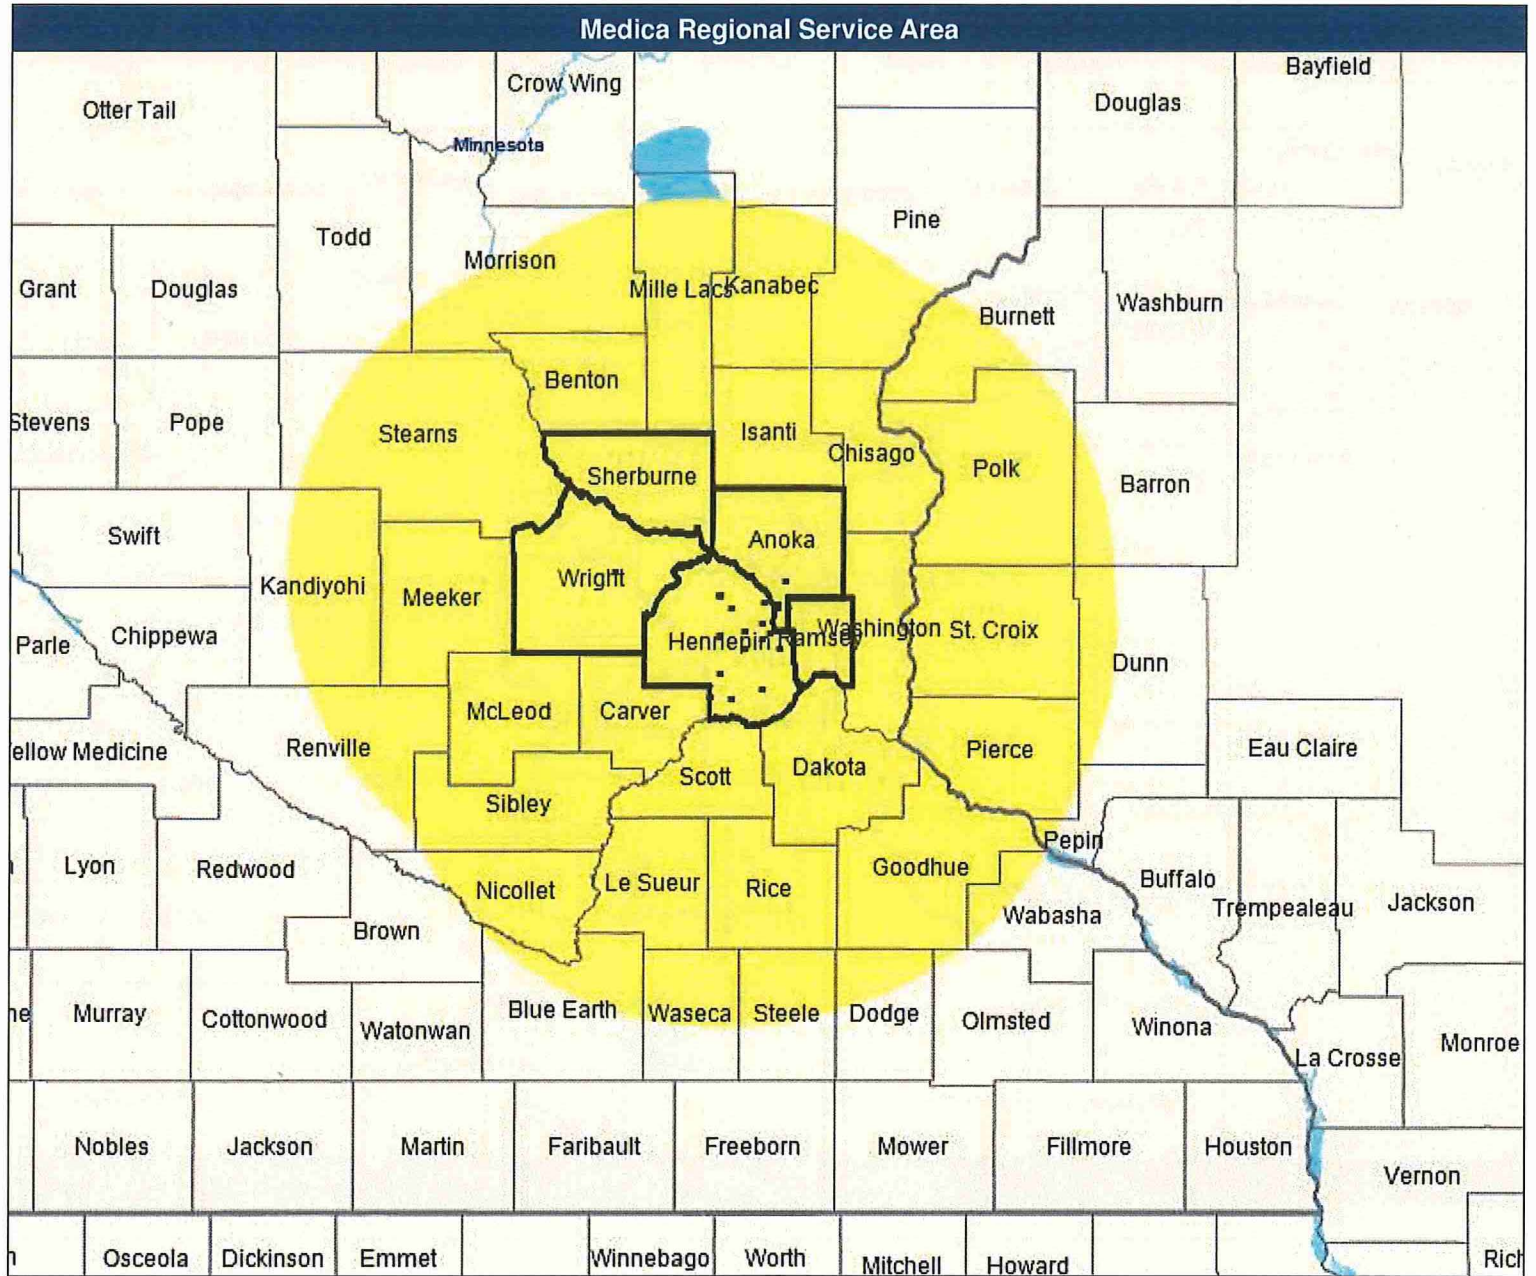 Medica Regional Service Area
Crow Wing
Bayfield
Otter Tail
Douglas
Minnesota
Pine
Todd
Morrison
Grant
Douglas
Mille Lacs
Kanabec
Burnett
Washburn
Benton
Stevens
Pope
Stearns
Isanti
Chisago
Polk
Barron
Sherburne
Swift
Anoka
Kandiyohi
Meeker
Wright
Parle
Chippewa
Hennepin
Ramsey
Washington
St. Croix
Dunn
McLeod
Carver
ellow Medicine
Renville
Scott
Dakota
Pierce
Eau Claire
Sibley
Pepin
Lyon
Redwood
Nicollet
Le Sueur
Rice
Goodhue
Buffalo
Trempealeau
Jackson
Brown
Wabasha
ne
Murray
Cottonwood
Watonwan
Blue Earth
Waseca
Steele
Dodge
Olmsted
Winona
La Crosse
Monroe
Nobles
Jackson
Martin
Faribault
Freeborn
Mower
Fillmore
Houston
Vernon
Osceola
Dickinson
Emmet
Winnebago
Worth
Mitchell
Howard
Rich